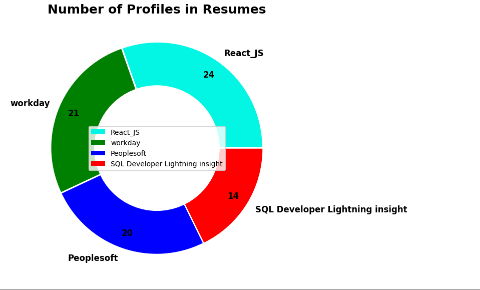 Number of Profiles in Resumes
React_JS
24
workday
21
React_JS
workday
Peoplesoft
SQL Developer Lightning insight
14
SQL Developer Lightning insight
20
Peoplesoft